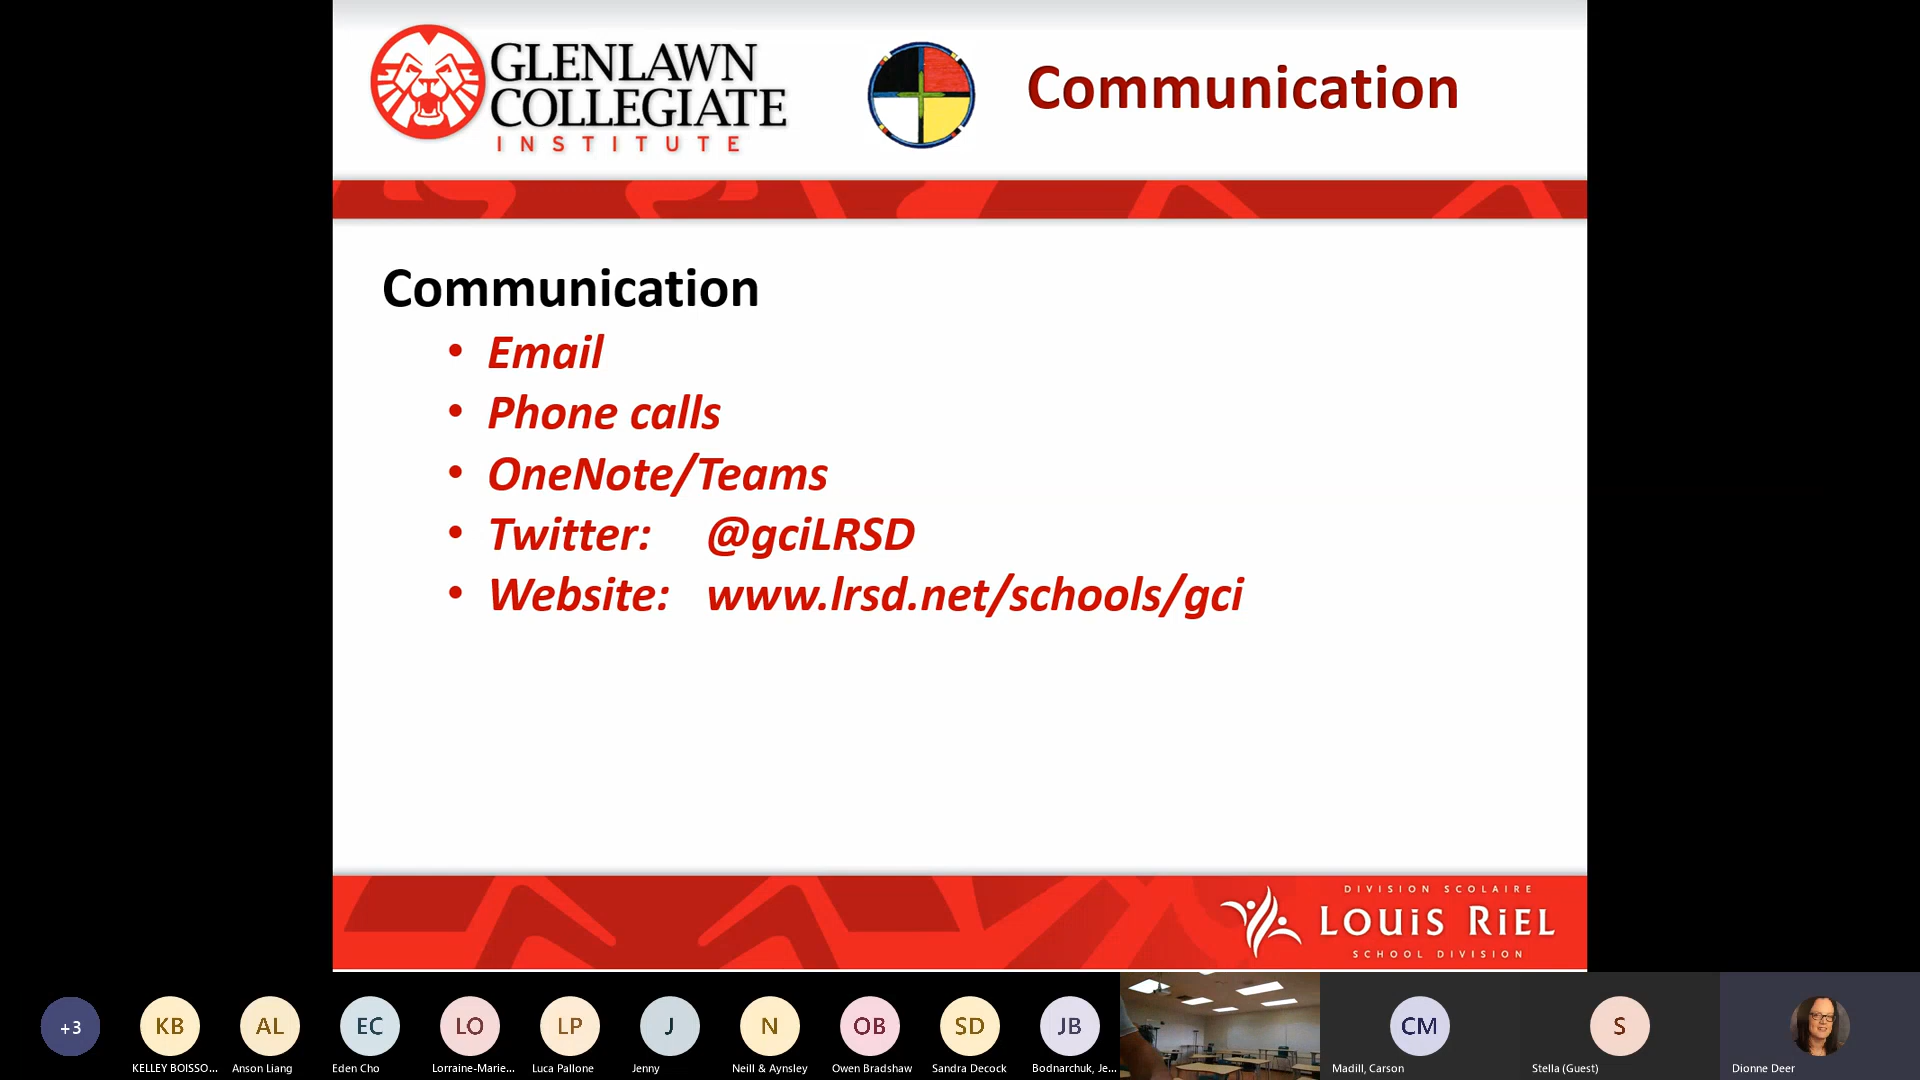 GLENLAWN
COLLEGIATE
INSTITUTE
Communication
Communication
• Email
• Phone calls
• OneNote/Teams
• Twitter: @gciLRSD
• Website: www.lrsd.net/schools/gci
DIVISION SCOLAIRE
LOUiS RiEL
SCHOOL DIVISION
+3 KB AL EC LO LP J N OB SD JB CM S
KELLEY BOISSO... Anson Liang Eden Cho Lorraine-Marie... Luca Pallone Jenny Neill & Aynsley Owen Bradshaw Sandra Decock Bodnarchuk, Je... Madill, Carson Stella (Guest) Dionne Deer